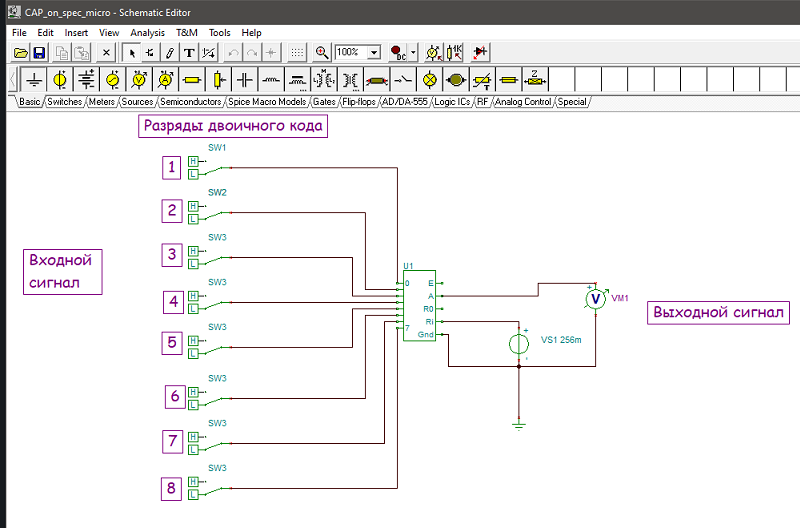 CAP_on_spec_micro - Schematic Editor
File Edit Insert View Analysis T&M Tools Help
T 100% DC 1K
M Z
Basic Switches Meters Sources Semiconductors Spice Macro Models Gates Flip-flops AD/DA-555 Logic ICs RF Analog Control Special
Разряды двоичного кода
SW1
1 H
L
SW2
2 H
L
SW3
3 H
L
Входной
сигнал
SW3
4 H
L
SW3
5 H
L
SW3
6 H
L
SW3
7 H
L
SW3
8 H
L
U1
0 E
A
R0
7 Ri
Gnd
+
V VM1
Выходной сигнал
+
VS1 256m
-